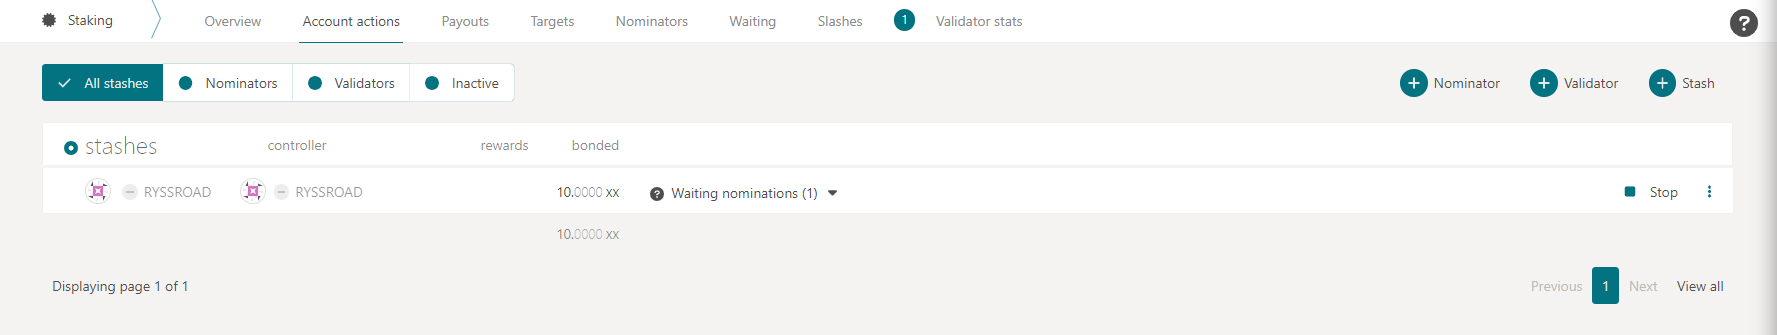 Staking Overview Account actions Payouts Targets Nominators Waiting Slashes 1 Validator stats ?
All stashes Nominators Validators Inactive Nominator Validator Stash
stashes controller rewards bonded
RYSSROAD RYSSROAD 10.0000 xx ? Waiting nominations (1) Stop
10.0000 xx
Displaying page 1 of 1 Previous 1 Next View all